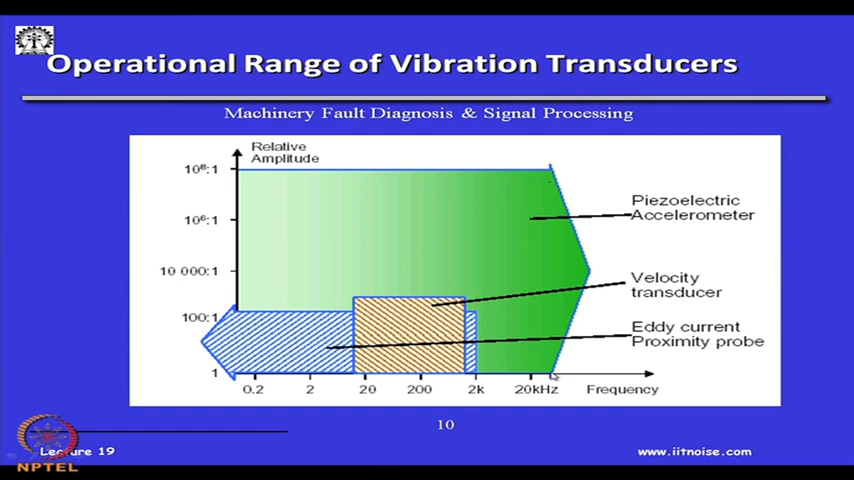 Operational Range of Vibration Transducers
Machinery Fault Diagnosis & Signal Processing
Relative
Amplitude
10⁸:1
10⁶:1
10 000:1
100:1
1
Piezoelectric
Accelerometer
Velocity
transducer
Eddy current
Proximity probe
0.2 2 20 200 2k 20kHz Frequency
10
Lecture 19
www.iitnoise.com
NPTEL